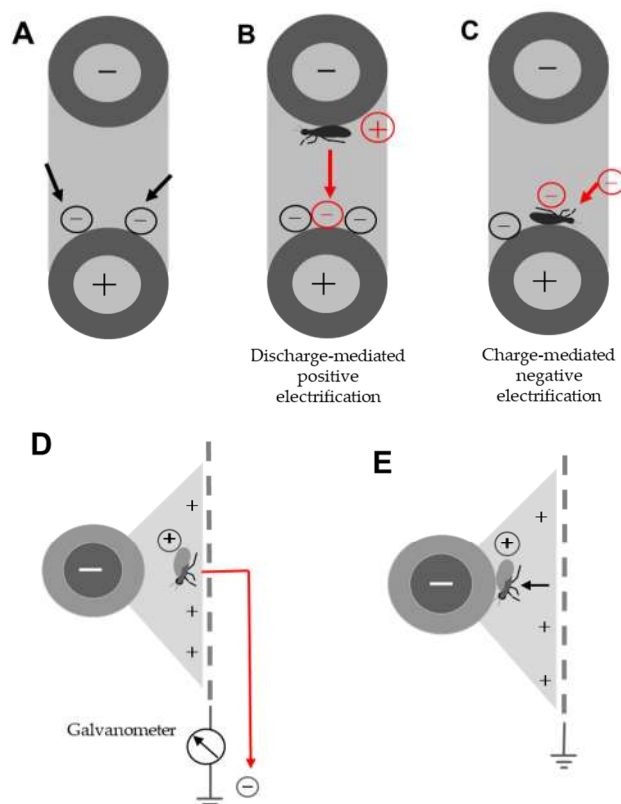 A
B
C
−
−
−
+
−
−
−
−
−
−
−
−
+
+
+
Discharge-mediated
positive
electrification
Charge-mediated
negative
electrification
D
E
+
+
+
+
−
−
+
+
+
+
Galvanometer
−